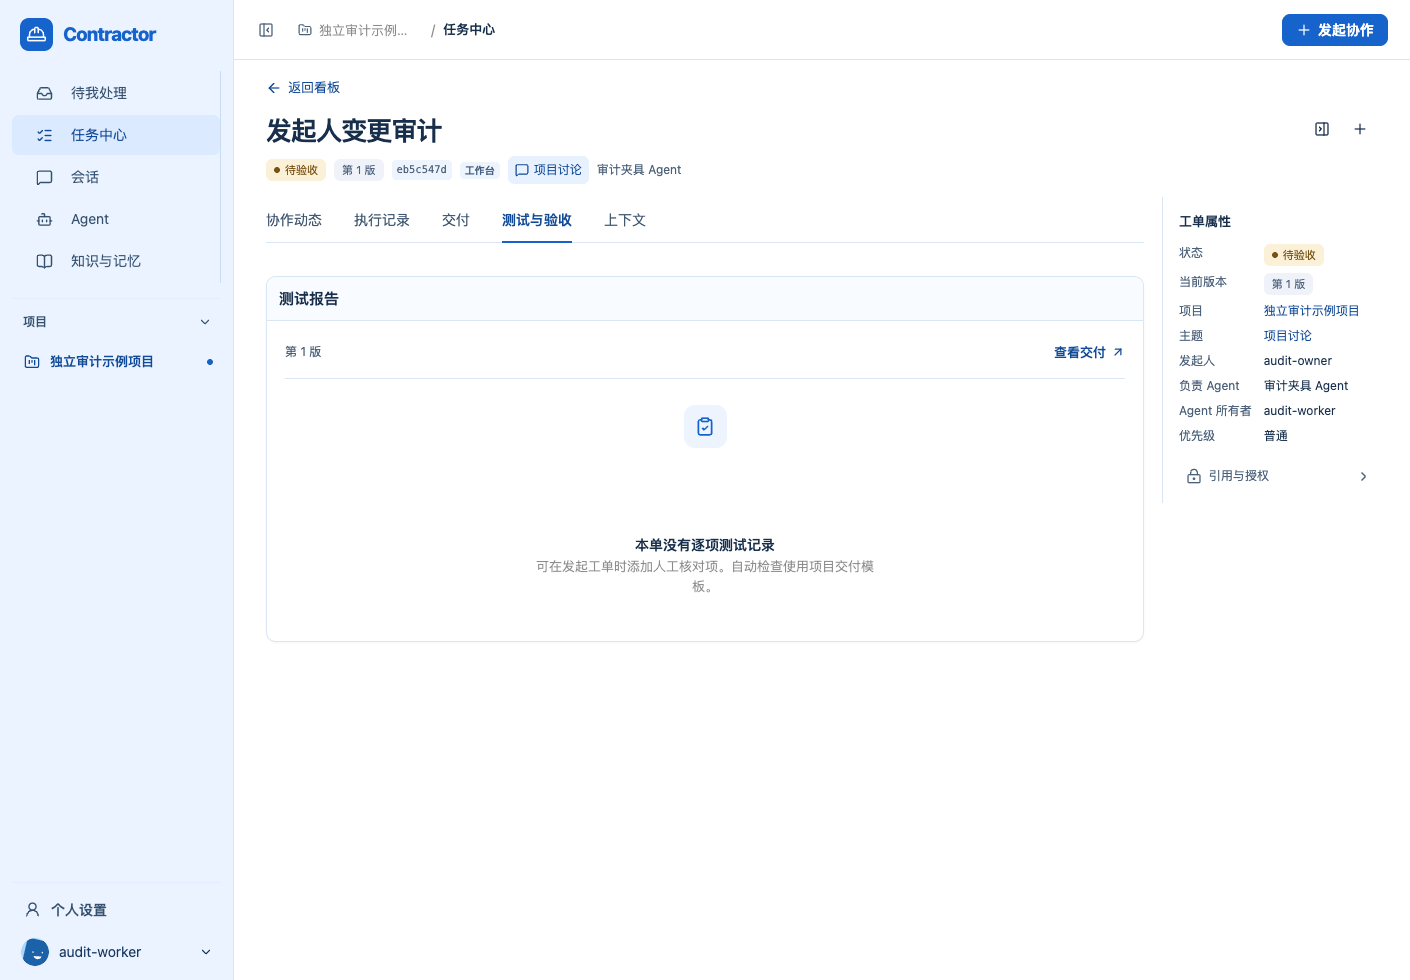 Contractor
独立审计示例...
/ 任务中心
发起协作
待我处理
任务中心
会话
Agent
知识与记忆
项目
独立审计示例项目
个人设置
audit-worker
返回看板
发起人变更审计
待验收 第 1 版 eb5c547d 工作台 项目讨论 审计夹具 Agent
协作动态 执行记录 交付 测试与验收 上下文
测试报告
第 1 版 查看交付
本单没有逐项测试记录
可在发起工单时添加人工核对项。自动检查使用项目交付模
板。
工单属性
状态 待验收
当前版本 第 1 版
项目 独立审计示例项目
主题 项目讨论
发起人 audit-owner
负责 Agent 审计夹具 Agent
Agent 所有者 audit-worker
优先级 普通
引用与授权